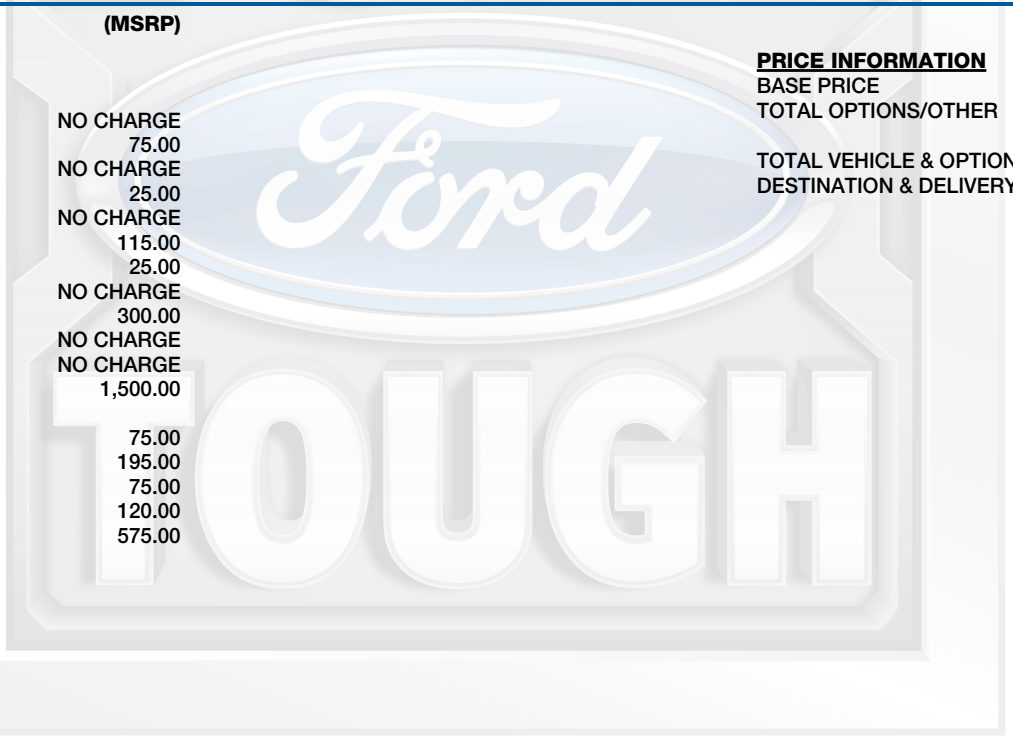 (MSRP)
NO CHARGE
75.00
NO CHARGE
25.00
NO CHARGE
115.00
25.00
NO CHARGE
300.00
NO CHARGE
NO CHARGE
1,500.00
75.00
195.00
75.00
120.00
575.00
PRICE INFORMATION
BASE PRICE
TOTAL OPTIONS/OTHER
TOTAL VEHICLE & OPTION
DESTINATION & DELIVERY
Ford
TOUGH